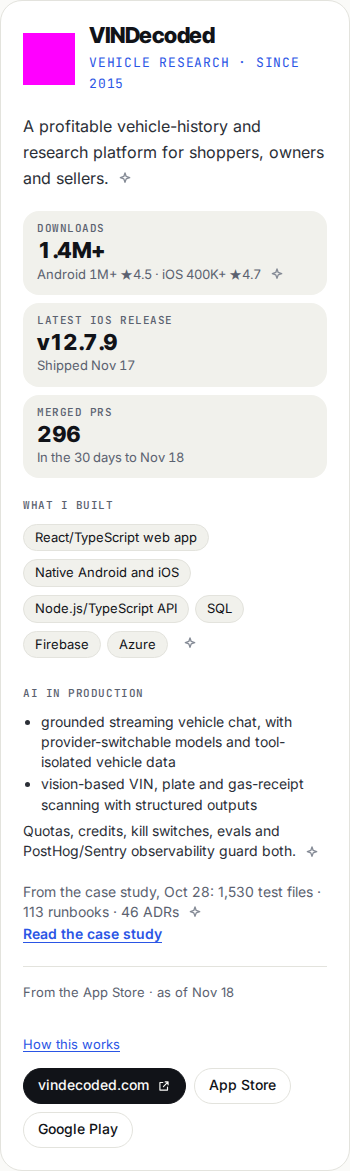 VINDecoded
VEHICLE RESEARCH · SINCE
2015
A profitable vehicle-history and
research platform for shoppers, owners
and sellers.
DOWNLOADS
1.4M+
Android 1M+ ★4.5 · iOS 400K+ ★4.7
LATEST IOS RELEASE
v12.7.9
Shipped Nov 17
MERGED PRS
296
In the 30 days to Nov 18
WHAT I BUILT
React/TypeScript web app
Native Android and iOS
Node.js/TypeScript API SQL
Firebase Azure
AI IN PRODUCTION
• grounded streaming vehicle chat, with
provider-switchable models and tool-
isolated vehicle data
• vision-based VIN, plate and gas-receipt
scanning with structured outputs
Quotas, credits, kill switches, evals and
PostHog/Sentry observability guard both.
From the case study, Oct 28: 1,530 test files ·
113 runbooks · 46 ADRs
Read the case study
From the App Store · as of Nov 18
How this works
vindecoded.com App Store
Google Play